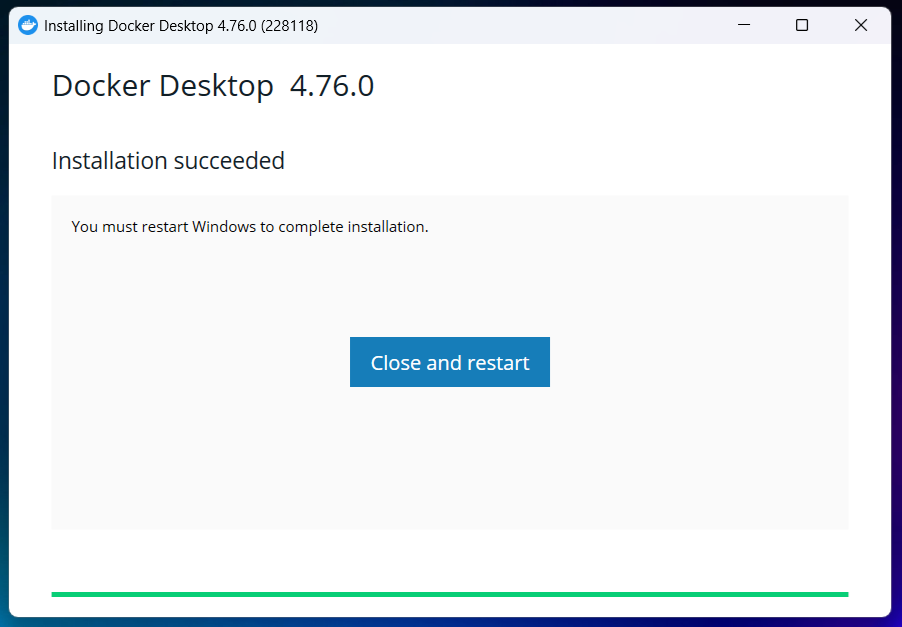 Installing Docker Desktop 4.76.0 (228118)
Docker Desktop 4.76.0
Installation succeeded
You must restart Windows to complete installation.
Close and restart